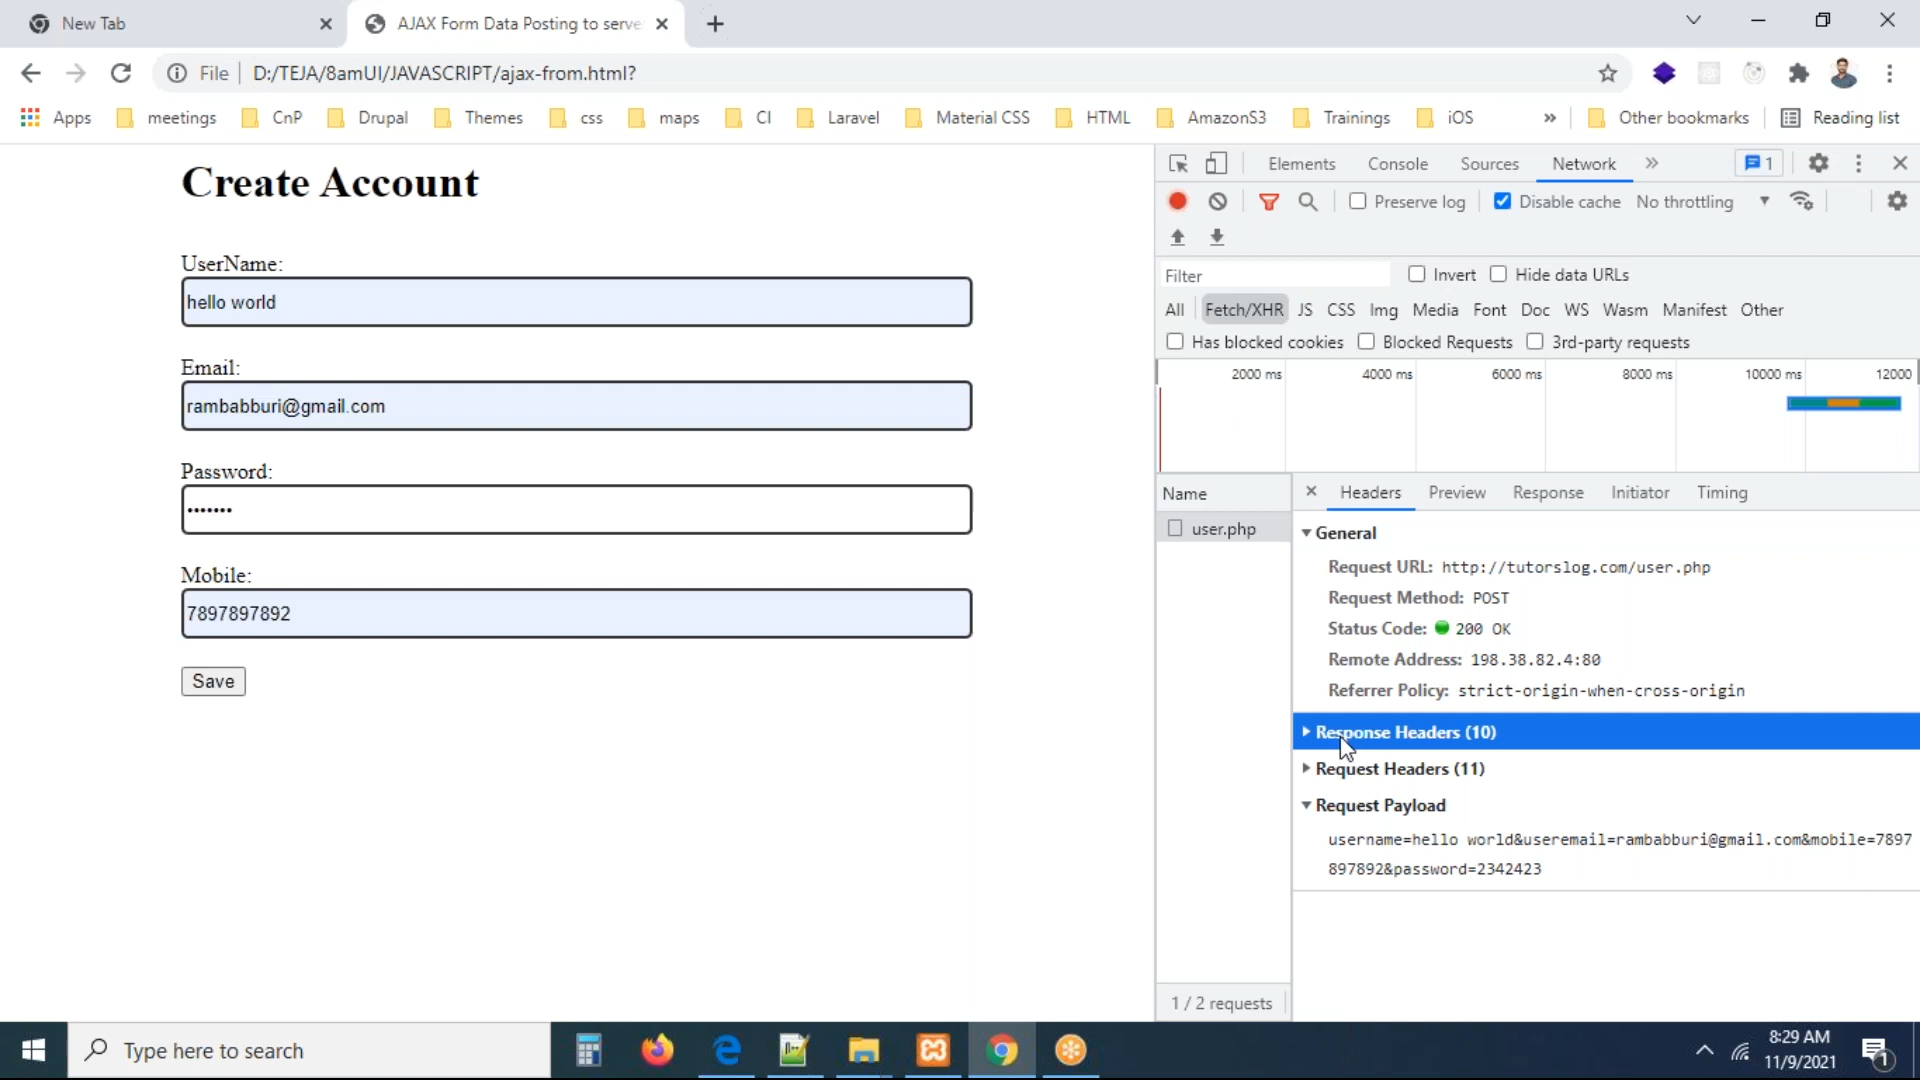 New Tab
AJAX Form Data Posting to serve
File D:/TEJA/8amUI/JAVASCRIPT/ajax-from.html?
Apps meetings CnP Drupal Themes css maps CI Laravel Material CSS HTML AmazonS3 Trainings iOS » Other bookmarks Reading list
Create Account
UserName:
hello world
Email:
rambabburi@gmail.com
Password:
•••••••
Mobile:
7897897892
Save
Elements Console Sources Network » 1
Preserve log Disable cache No throttling
Filter Invert Hide data URLs
All Fetch/XHR JS CSS Img Media Font Doc WS Wasm Manifest Other
Has blocked cookies Blocked Requests 3rd-party requests
2000 ms 4000 ms 6000 ms 8000 ms 10000 ms 12000
Name
user.php
1 / 2 requests
Headers Preview Response Initiator Timing
General
Request URL: http://tutorslog.com/user.php
Request Method: POST
Status Code: 200 OK
Remote Address: 198.38.82.4:80
Referrer Policy: strict-origin-when-cross-origin
Response Headers (10)
Request Headers (11)
Request Payload
username=hello world&useremail=rambabburi@gmail.com&mobile=7897
897892&password=2342423
Type here to search
8:29 AM
11/9/2021
1